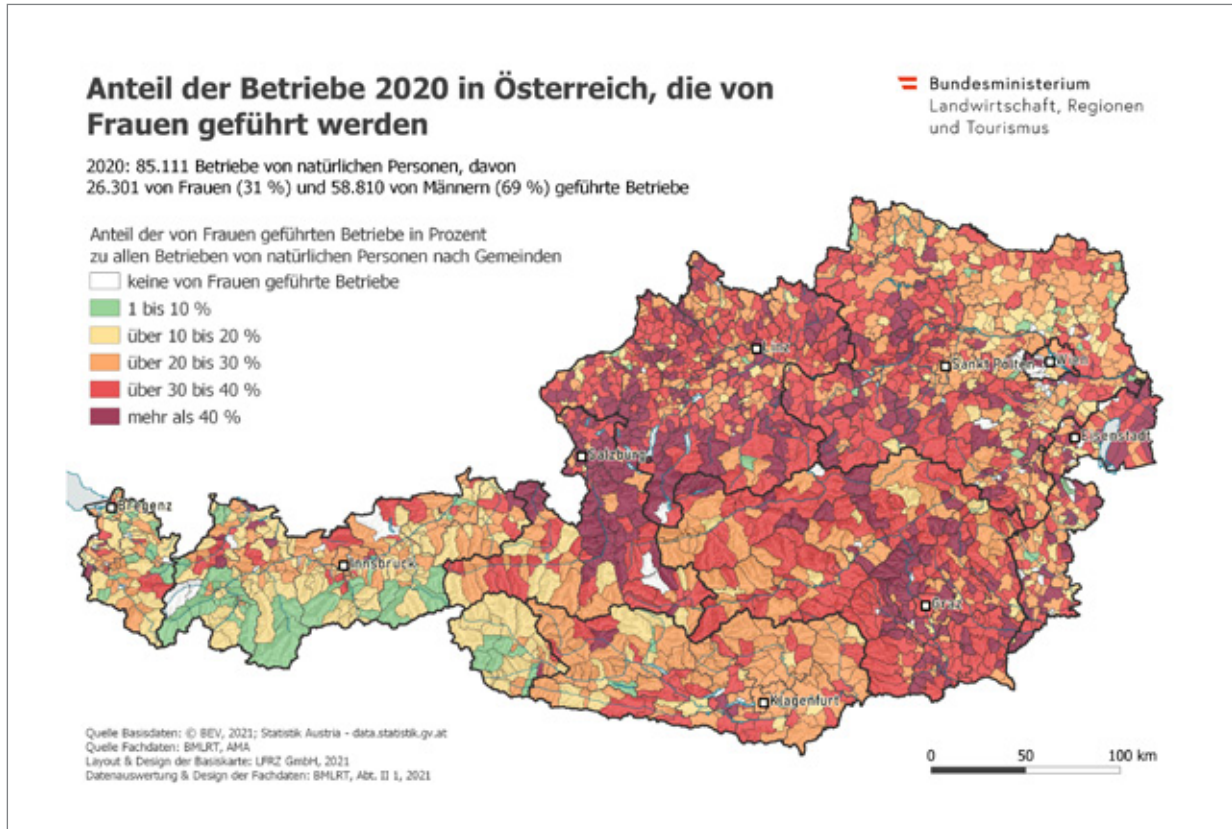 Anteil der Betriebe 2020 in Österreich, die von
Frauen geführt werden
Bundesministerium
Landwirtschaft, Regionen
und Tourismus
2020: 85.111 Betriebe von natürlichen Personen, davon
26.301 von Frauen (31 %) und 58.810 von Männern (69 %) geführte Betriebe
Anteil der von Frauen geführten Betriebe in Prozent
zu allen Betrieben von natürlichen Personen nach Gemeinden
keine von Frauen geführte Betriebe
1 bis 10 %
über 10 bis 20 %
über 20 bis 30 %
über 30 bis 40 %
mehr als 40 %
Linz
Sankt Pölten
Wien
Eisenstadt
Salzburg
Bregenz
Innsbruck
Graz
Klagenfurt
Quelle Basisdaten: © BEV, 2021; Statistik Austria - data.statistik.gv.at
Quelle Fachdaten: BMLRT, AMA
Layout & Design der Basiskarte: LFRZ GmbH, 2021
Datenauswertung & Design der Fachdaten: BMLRT, Abt. II 1, 2021
0 50 100 km